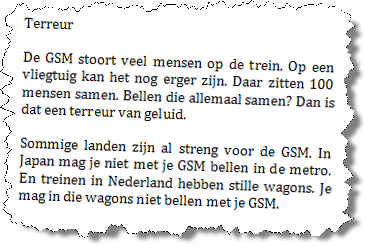 Terreur
De GSM stoort veel mensen op de trein. Op een
vliegtuig kan het nog erger zijn. Daar zitten 100
mensen samen. Bellen die allemaal samen? Dan is
dat een terreur van geluid.
Sommige landen zijn al streng voor de GSM. In
Japan mag je niet met je GSM bellen in de metro.
En treinen in Nederland hebben stille wagons. Je
mag in die wagons niet bellen met je GSM.